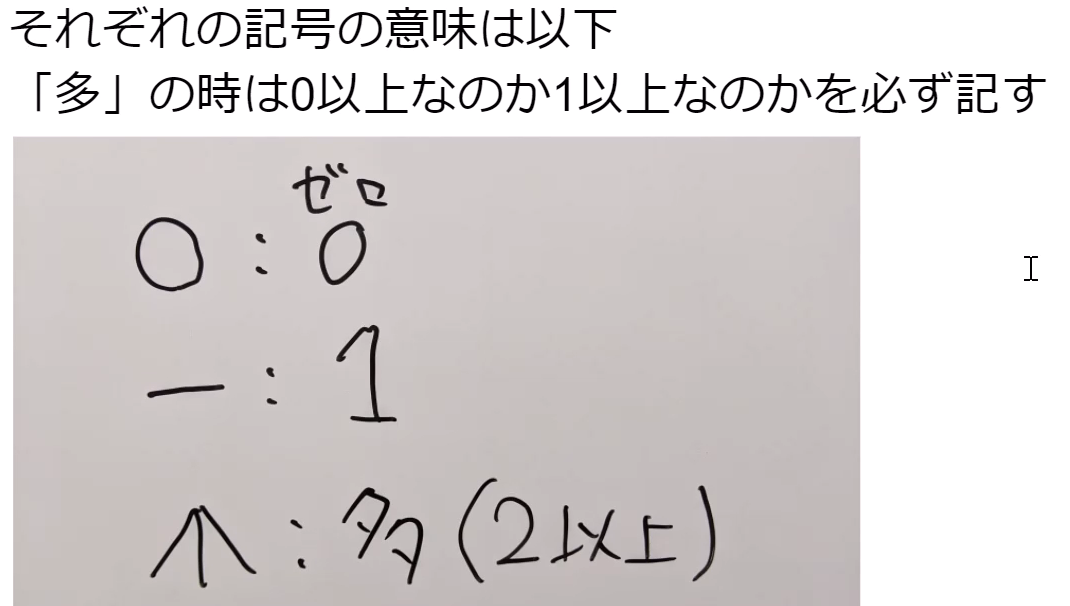 それぞれの記号の意味は以下
「多」の時は0以上なのか1以上なのかを必ず記す
ゼロ
○：0
ー：1
个：多(2以上)